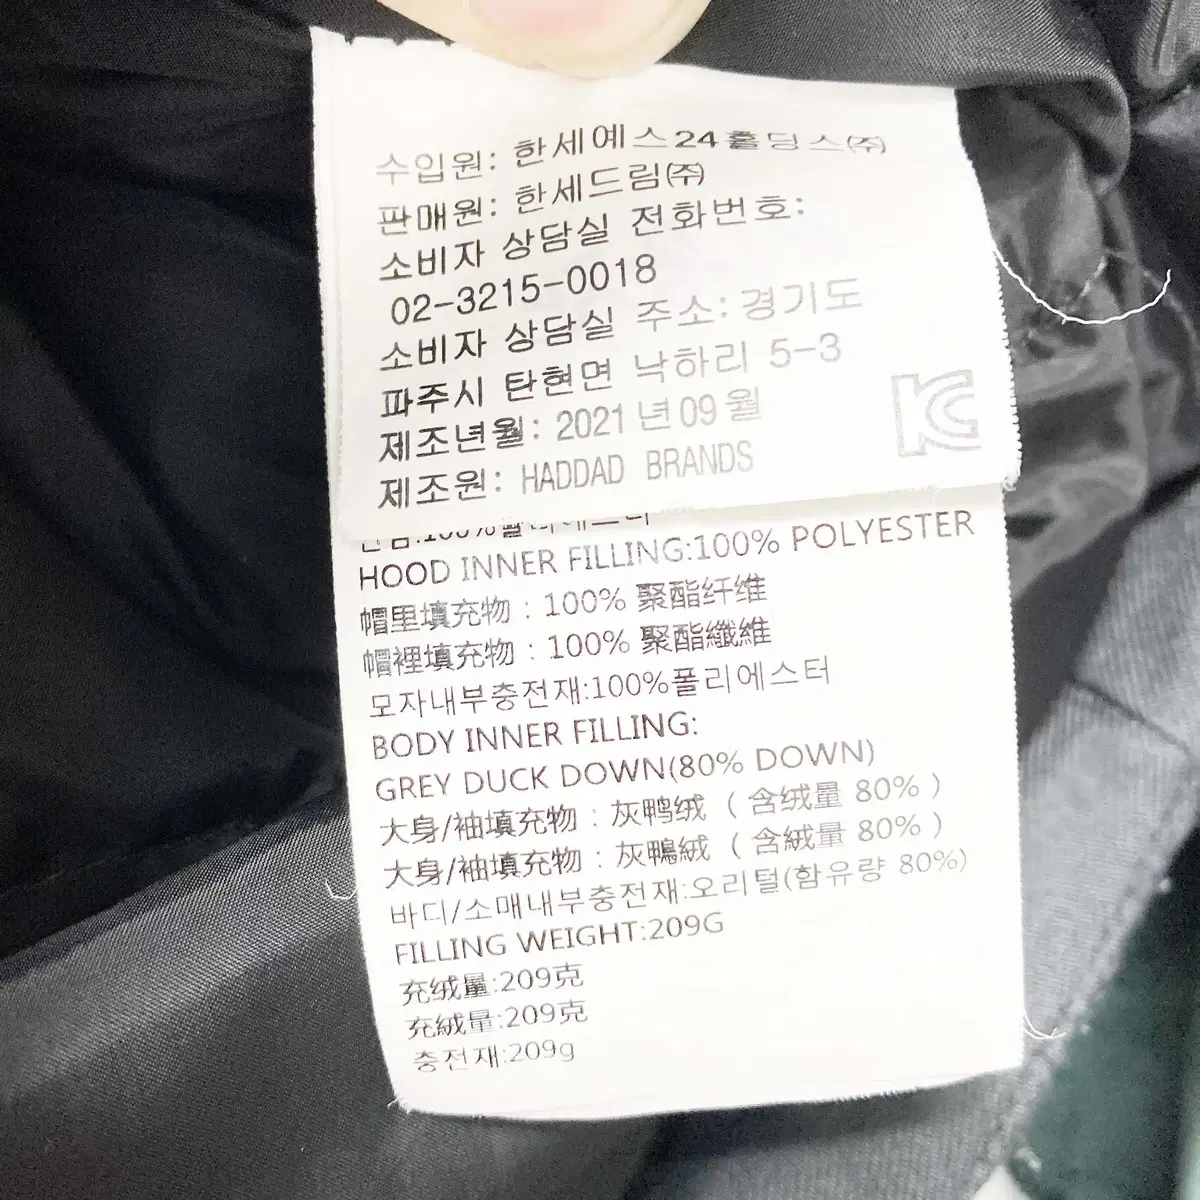 수입원: 한세예스24홀딩스㈜
판매원: 한세드림㈜
소비자 상담실 전화번호:
02-3215-0018
소비자 상담실 주소: 경기도
파주시 탄현면 낙하리 5-3
제조년월: 2021년09월
제조원: HADDAD BRANDS
KC
HOOD INNER FILLING:100% POLYESTER
帽里填充物 : 100% 聚酯纤维
帽裡填充物 : 100% 聚酯纖維
모자내부충전재:100%폴리에스터
BODY INNER FILLING:
GREY DUCK DOWN(80% DOWN)
大身/袖填充物 : 灰鸭绒 ( 含绒量 80% )
大身/袖填充物 : 灰鴨絨 ( 含絨量 80% )
바디/소매내부충전재:오리털(함유량 80%)
FILLING WEIGHT:209G
充绒量:209克
充絨量:209克
충전재:209g